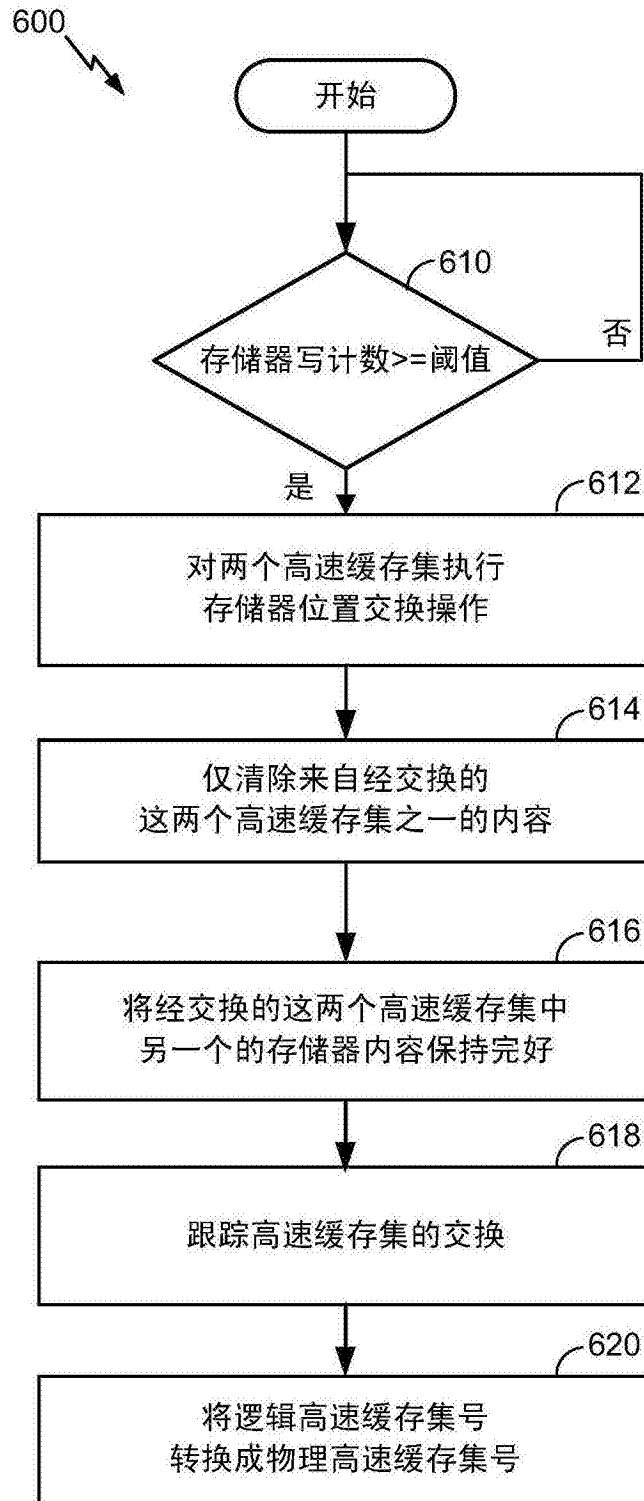 600
开始
610
存储器写计数>=阈值
否
是
612
对两个高速缓存集执行
存储器位置交换操作
614
仅清除来自经交换的
这两个高速缓存集之一的内容
616
将经交换的这两个高速缓存集中
另一个的存储器内容保持完好
618
跟踪高速缓存集的交换
620
将逻辑高速缓存集号
转换成物理高速缓存集号